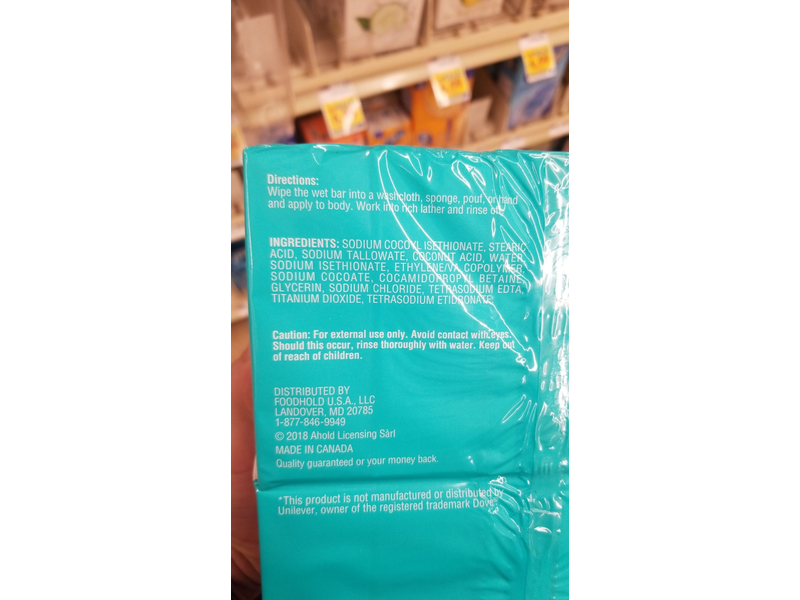 Directions:
Wipe the wet bar into a washcloth, sponge, pouf, or hand
and apply to body. Work into rich lather and rinse off.
INGREDIENTS: SODIUM COCOYL ISETHIONATE, STEARIC
ACID, SODIUM TALLOWATE, COCONUT ACID, WATER,
SODIUM ISETHIONATE, ETHYLENE/VA COPOLYMER,
SODIUM COCOATE, COCAMIDOPROPYL BETAINE,
GLYCERIN, SODIUM CHLORIDE, TETRASODIUM EDTA,
TITANIUM DIOXIDE, TETRASODIUM ETIDRONATE.
Caution: For external use only. Avoid contact with eyes.
Should this occur, rinse thoroughly with water. Keep out
of reach of children.
DISTRIBUTED BY
FOODHOLD U.S.A., LLC
LANDOVER, MD 20785
1-877-846-9949
© 2018 Ahold Licensing Sàrl
MADE IN CANADA
Quality guaranteed or your money back.
*This product is not manufactured or distributed by
Unilever, owner of the registered trademark Dove®.